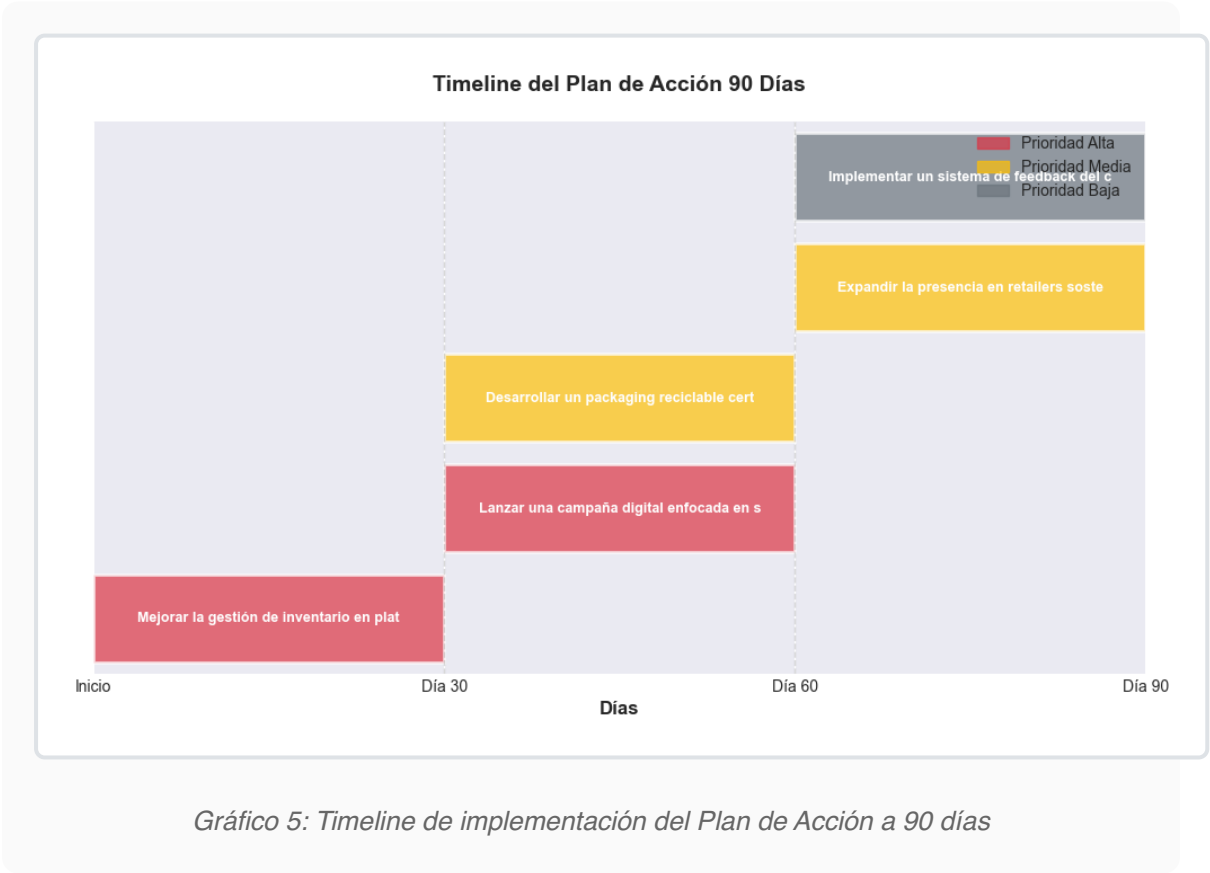 Timeline del Plan de Acción 90 Días
Prioridad Alta
Prioridad Media
Prioridad Baja
Implementar un sistema de feedback del c
Expandir la presencia en retailers soste
Desarrollar un packaging reciclable cert
Lanzar una campaña digital enfocada en s
Mejorar la gestión de inventario en plat
Inicio Día 30 Día 60 Día 90
Días
Gráfico 5: Timeline de implementación del Plan de Acción a 90 días